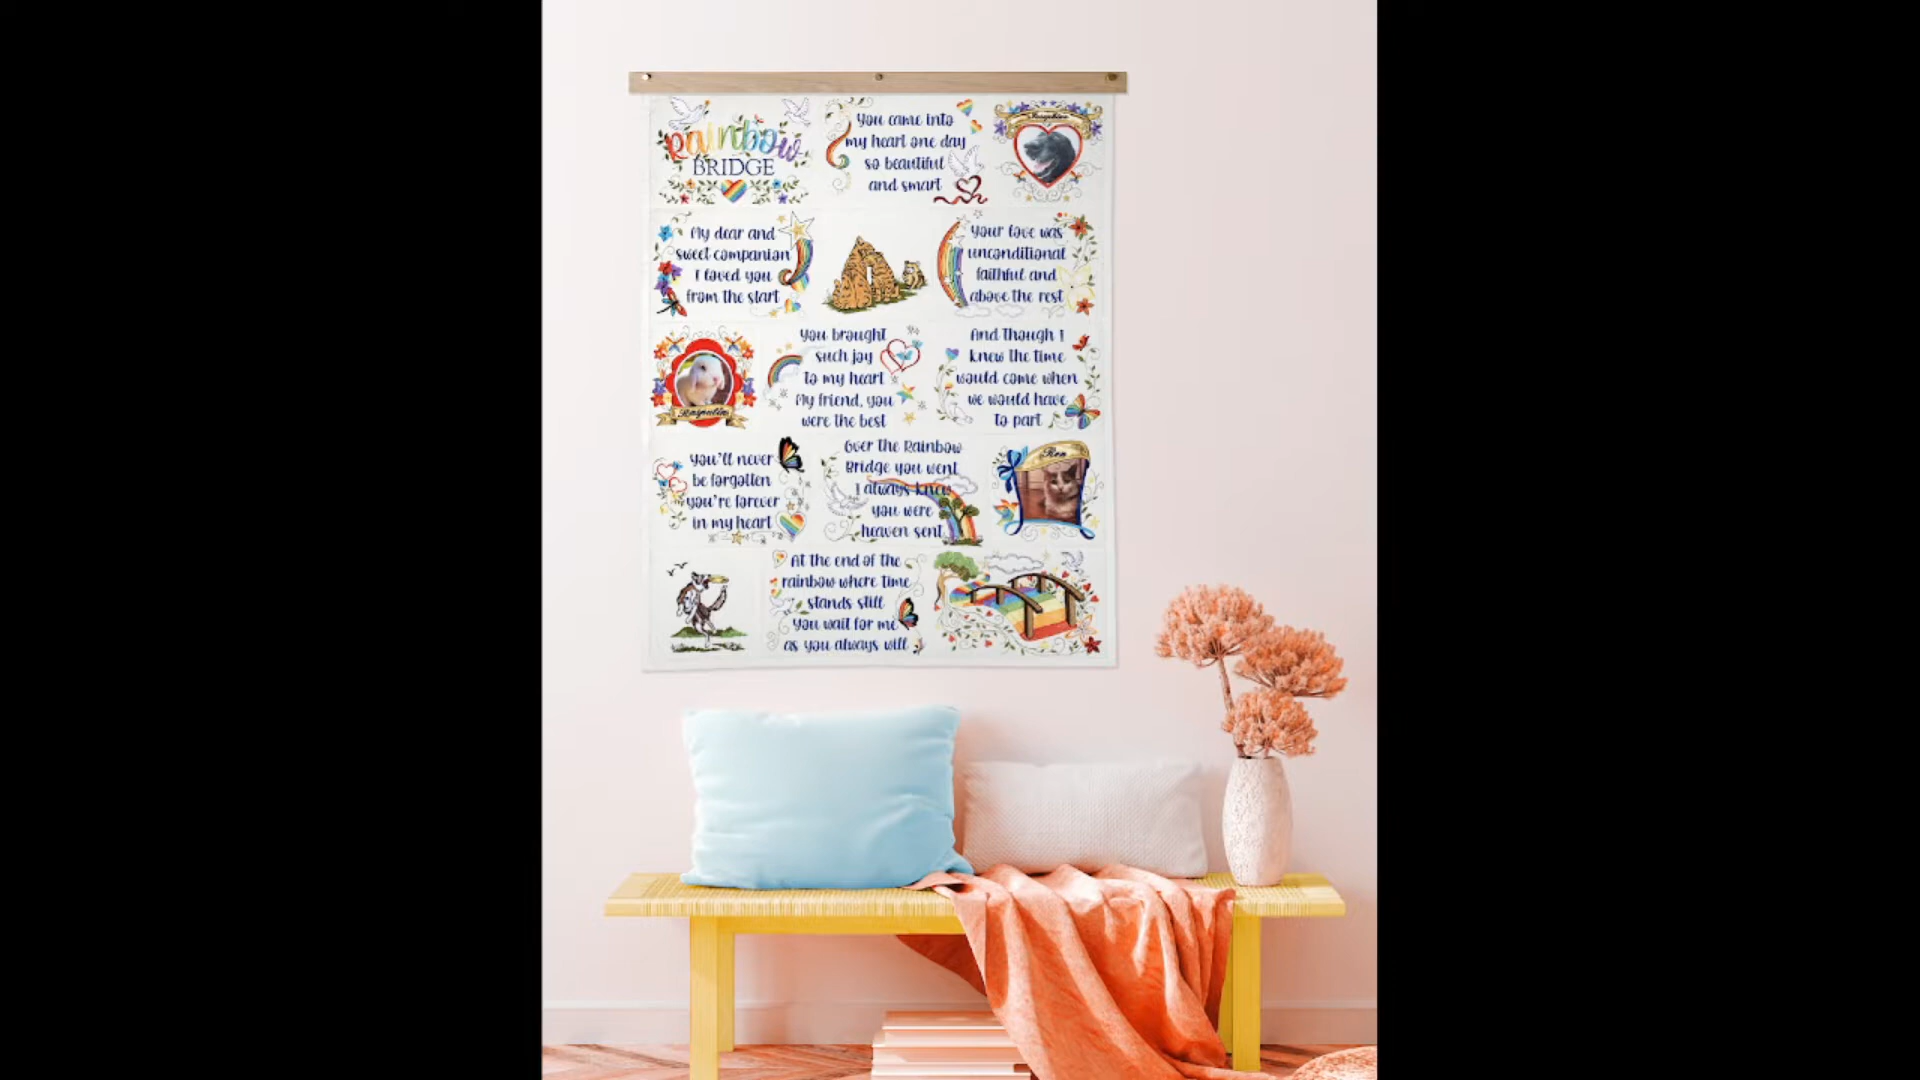 Rainbow
BRIDGE
You came into
my heart one day
so beautiful
and smart
Josephine
My dear and
sweet companion
I loved you
from the start
Your love was
unconditional
faithful and
above the rest
Rasputin
You brought
such joy
to my heart
My friend, you
were the best
And though I
knew the time
would come when
we would have
to part
You'll never
be forgotten
you're forever
in my heart
Over the Rainbow
Bridge you went
I always knew
you were
heaven sent
Ren
At the end of the
rainbow where time
stands still
You wait for me
as you always will